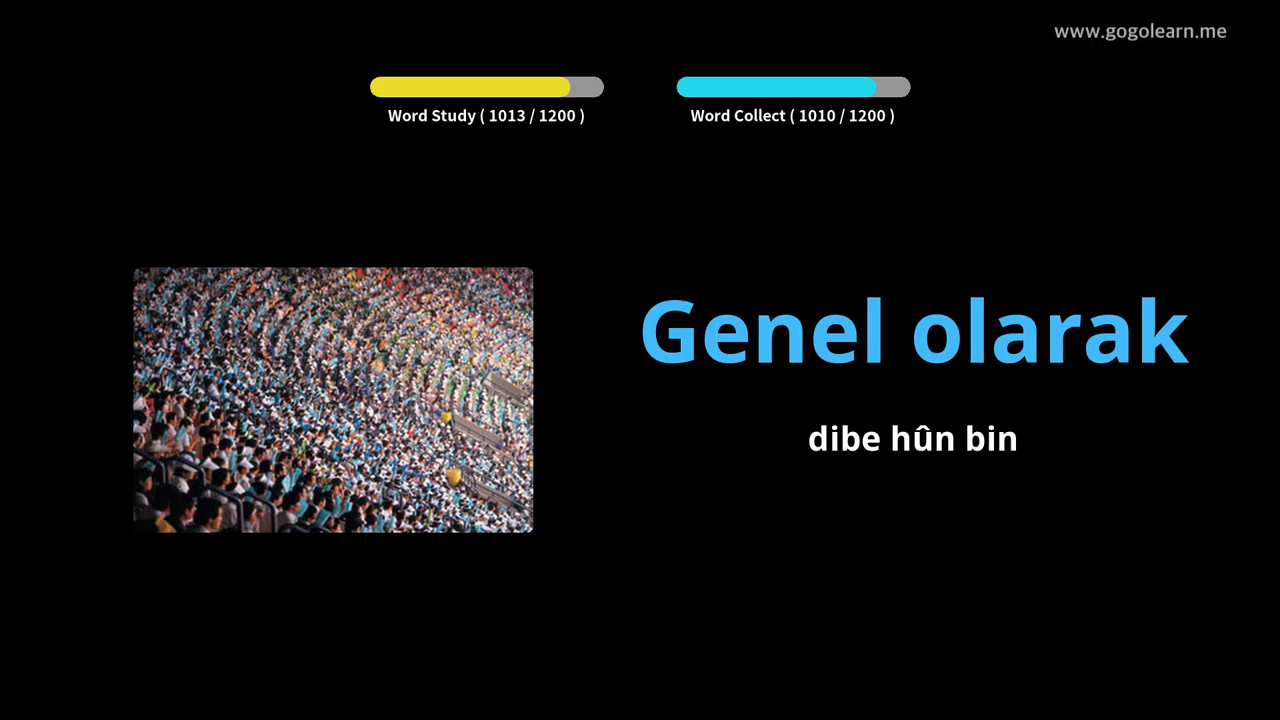 www.gogolearn.me
Word Study ( 1013 / 1200 )
Word Collect ( 1010 / 1200 )
Genel olarak
dibe hûn bin